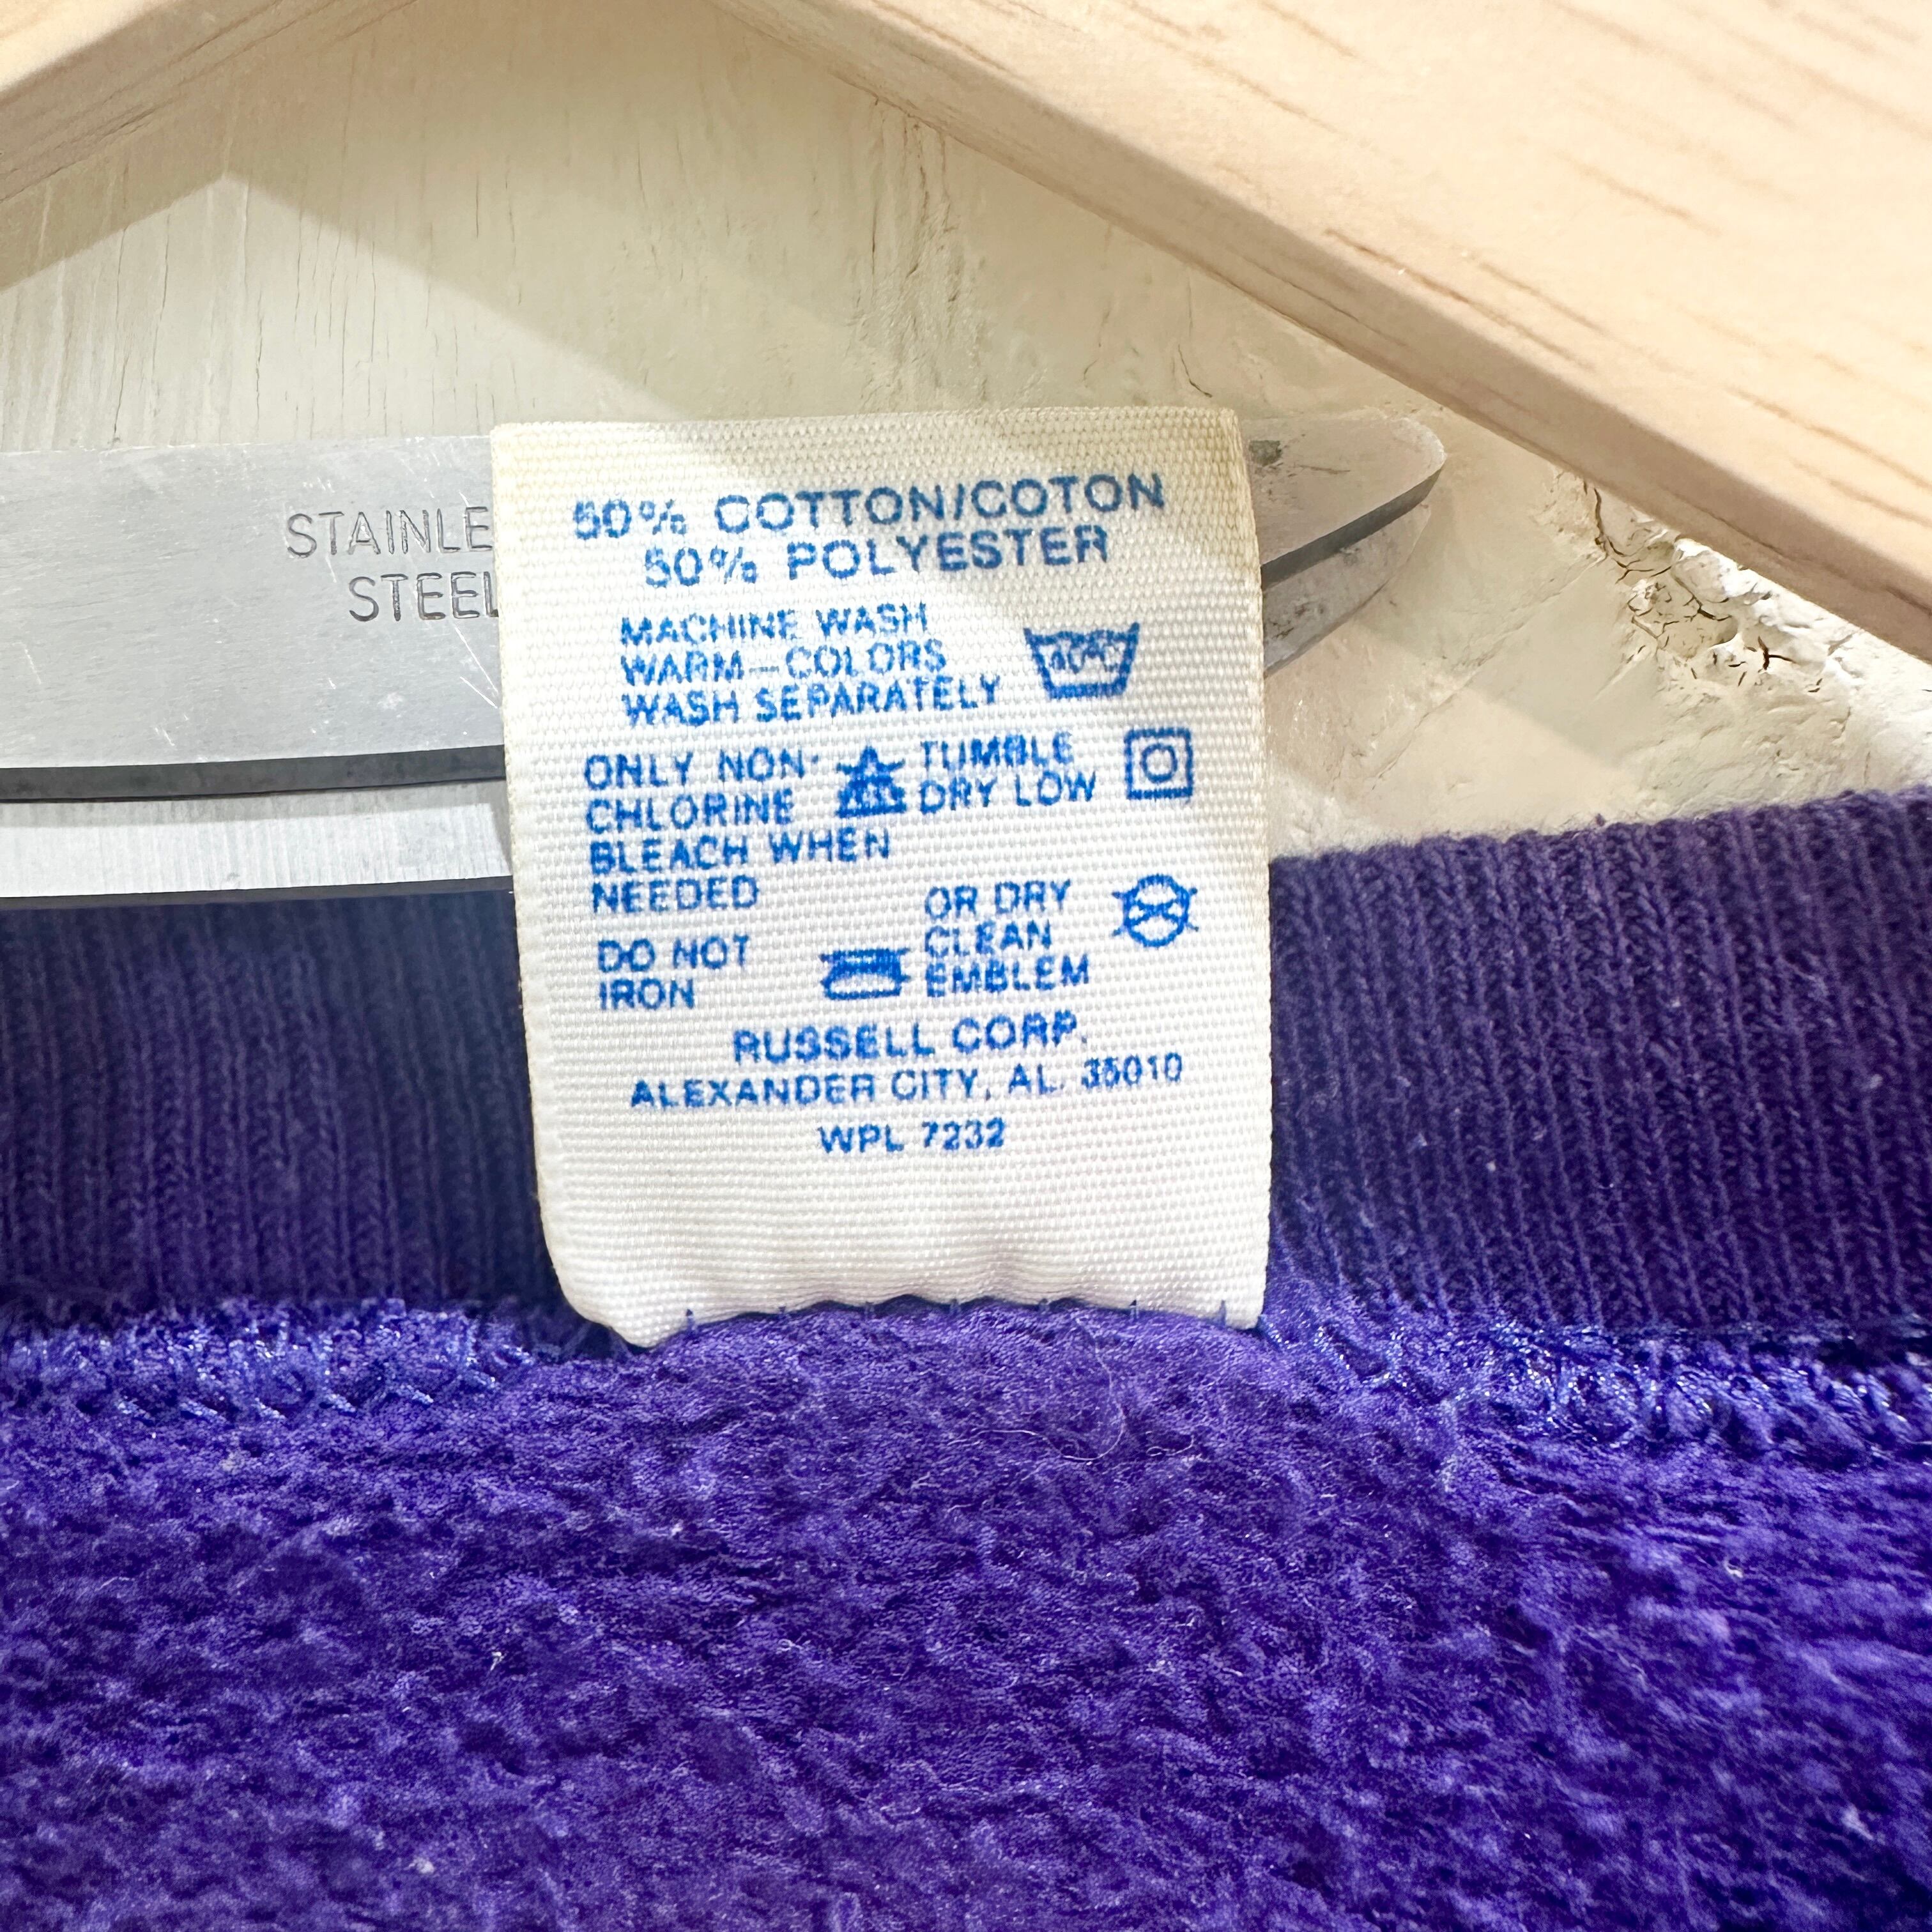 STAINLE
STEEL
50% COTTON/COTON
50% POLYESTER
MACHINE WASH
WARM—COLORS
WASH SEPARATELY
40°C
ONLY NON-
CHLORINE
BLEACH WHEN
NEEDED
TUMBLE
DRY LOW
DO NOT
IRON
OR DRY
CLEAN
EMBLEM
RUSSELL CORP.
ALEXANDER CITY, AL. 35010
WPL 7232